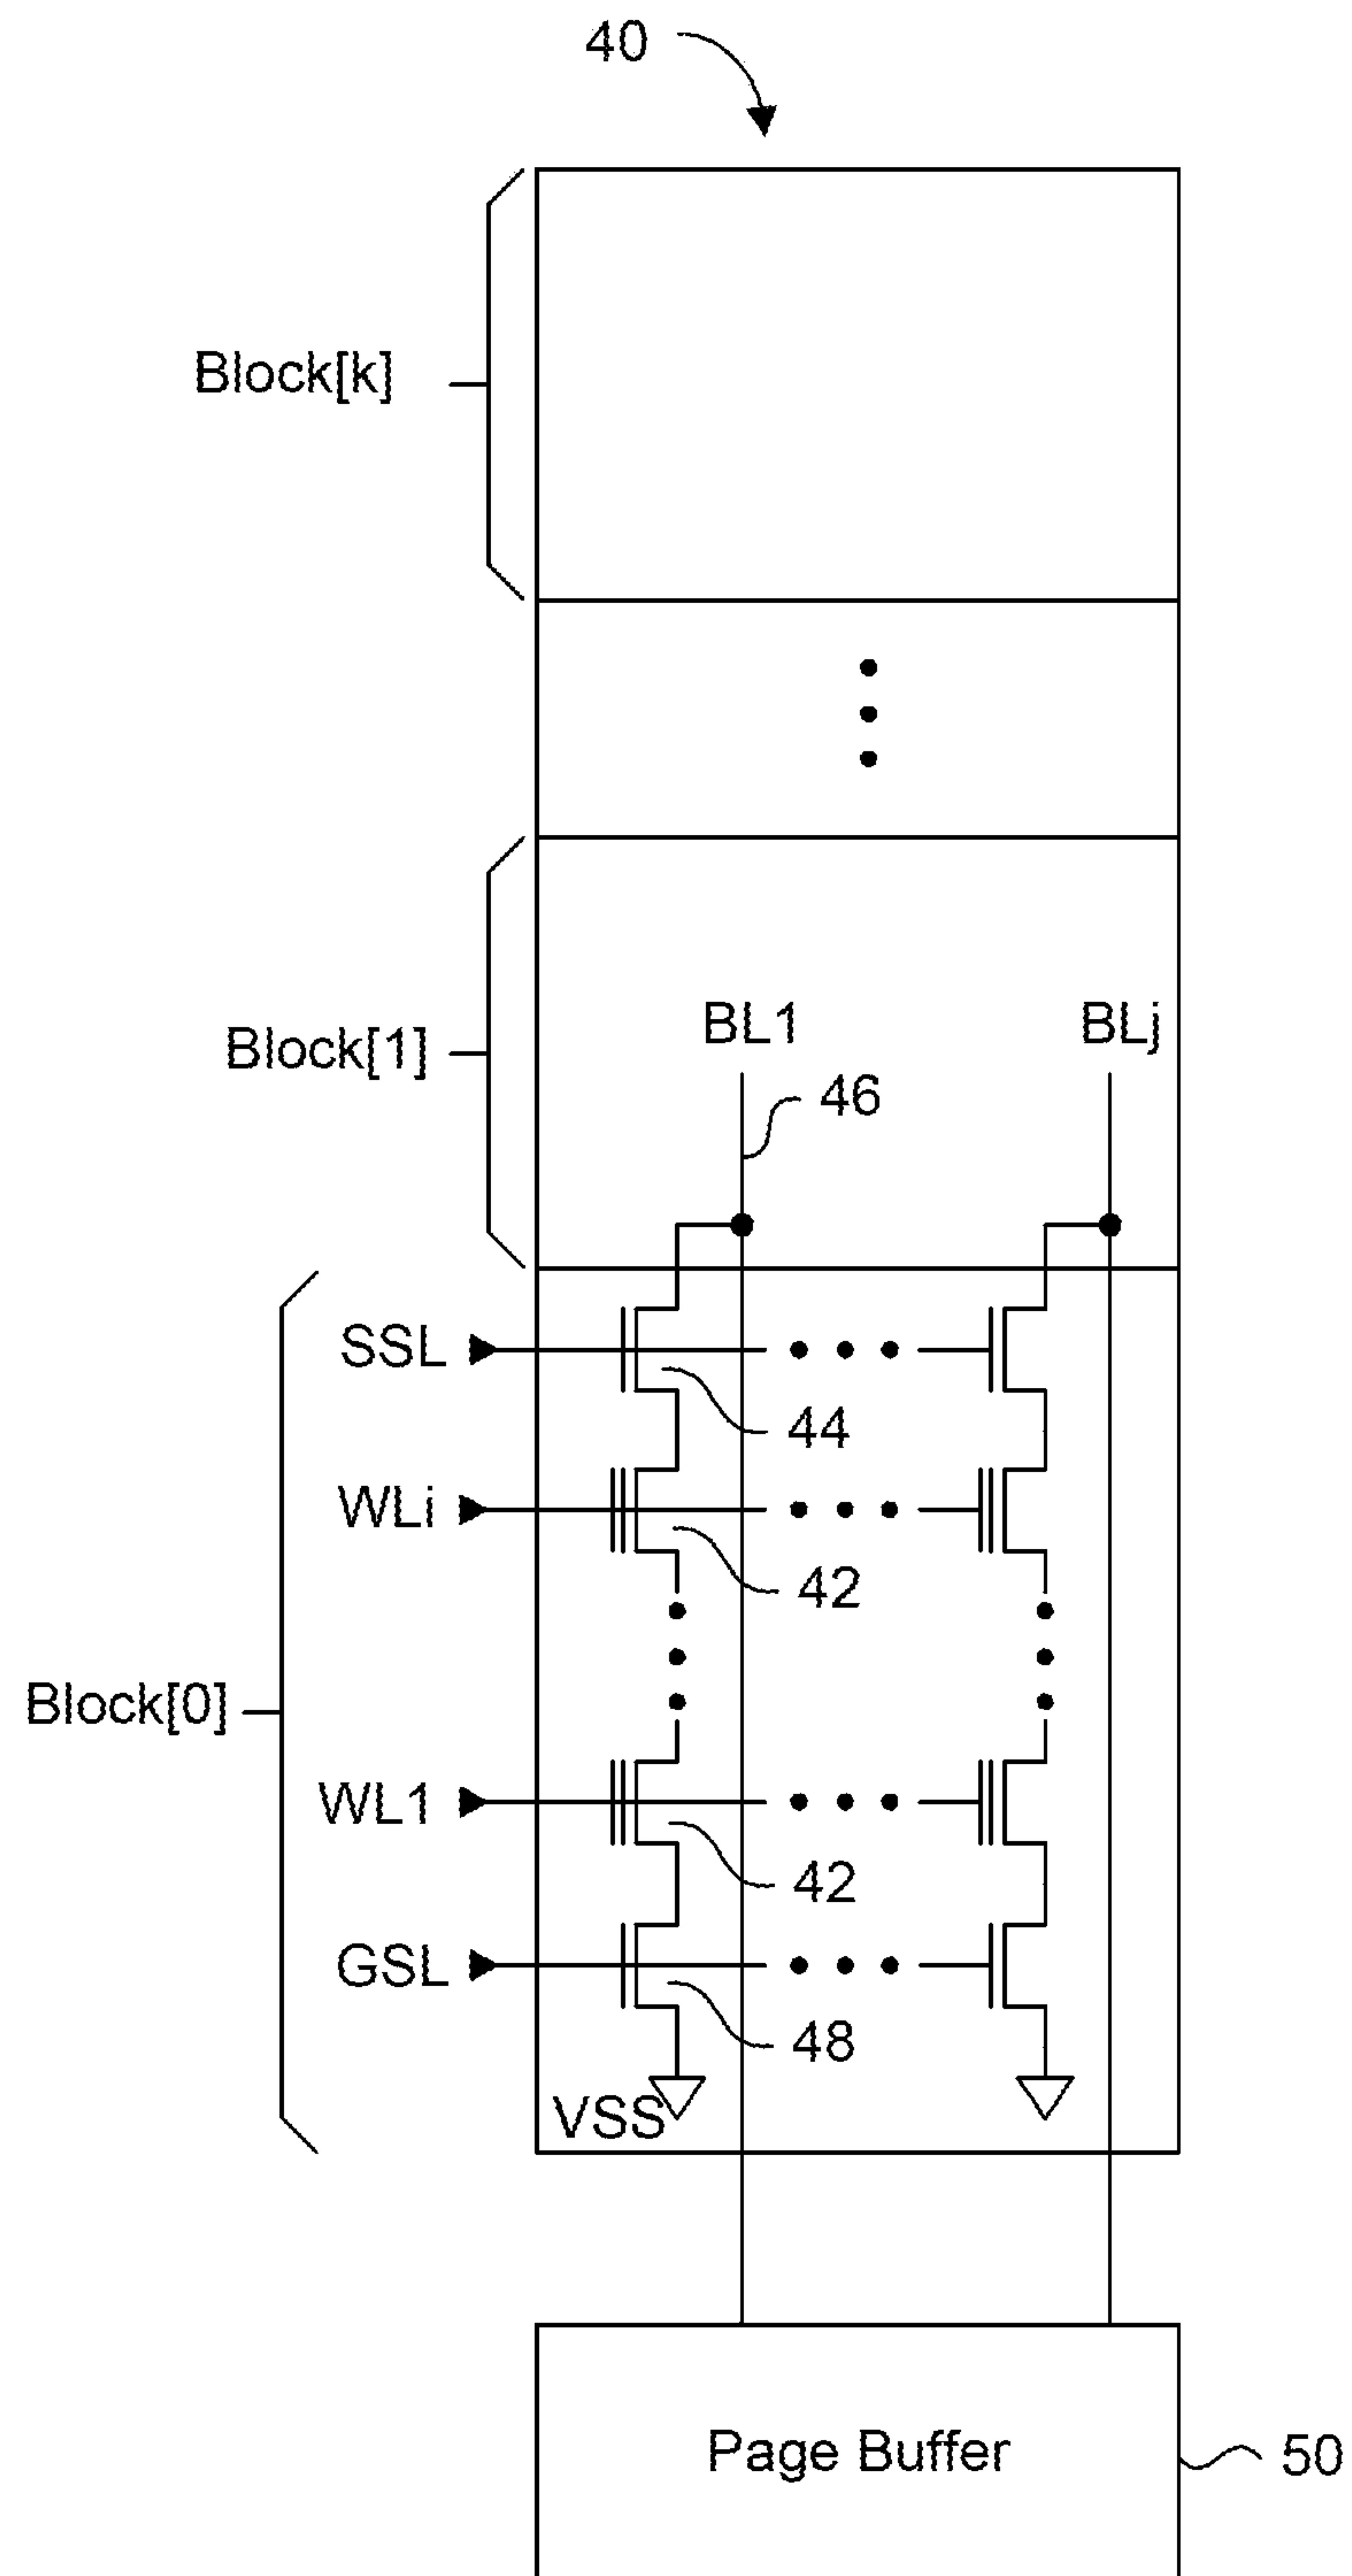 40
Block[k]
BL1
BLj
Block[1]
46
SSL
44
WLi
42
Block[0]
WL1
42
GSL
48
VSS
Page Buffer
50